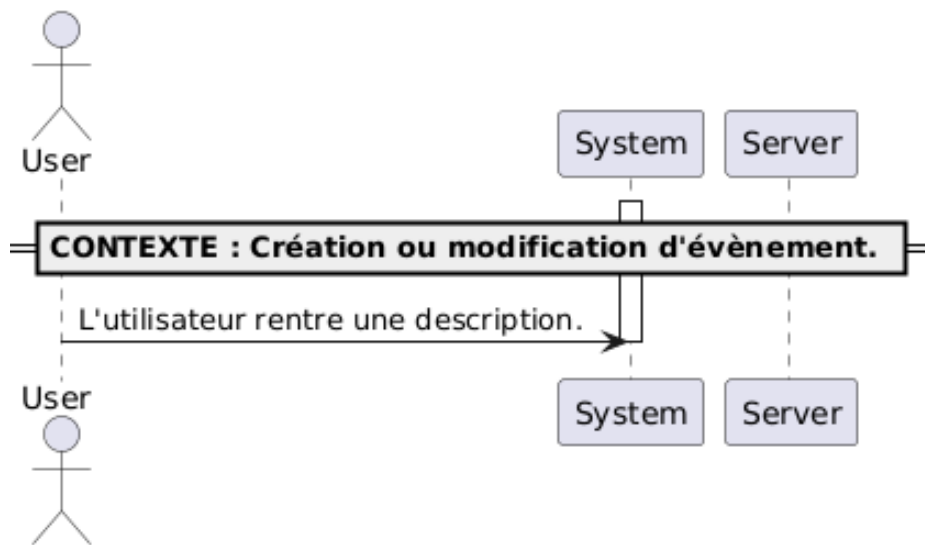 User
System
Server
CONTEXTE : Création ou modification d'évènement.
L'utilisateur rentre une description.
User
System
Server